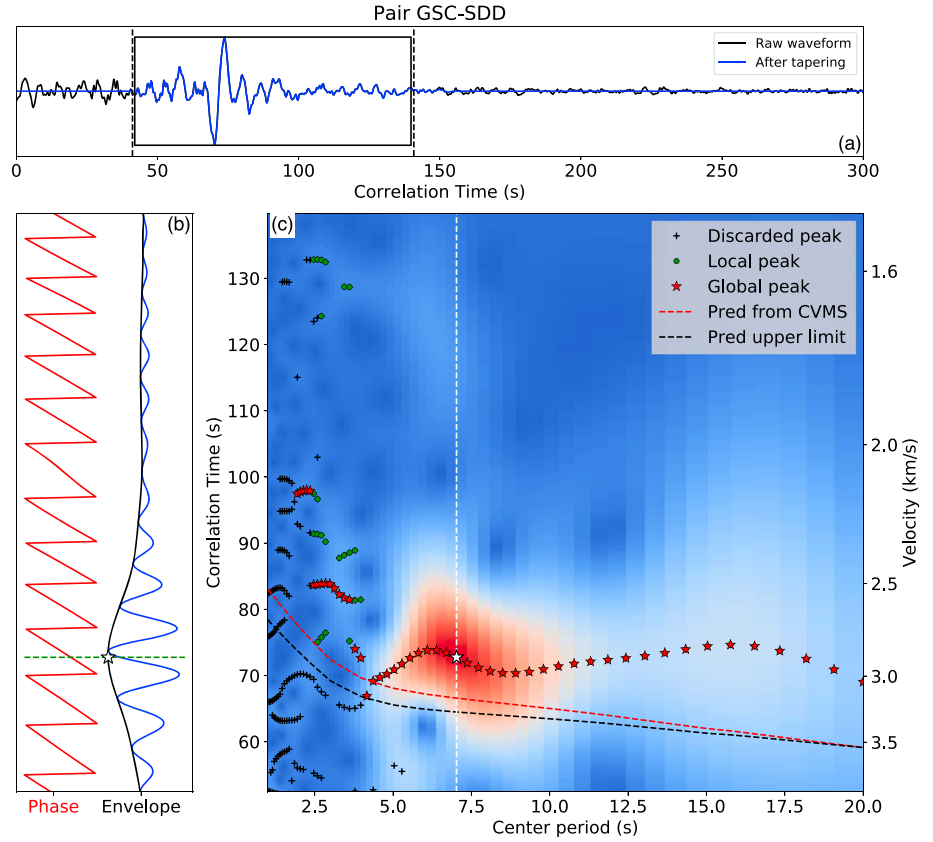 Pair GSC-SDD
Raw waveform
After tapering
(a)
0 50 100 150 200 250 300
Correlation Time (s)
(b)
Phase Envelope
(c)
Discarded peak
Local peak
Global peak
Pred from CVMS
Pred upper limit
Correlation Time (s)
130
120
110
100
90
80
70
60
1.6
2.0
2.5
3.0
3.5
Velocity (km/s)
2.5 5.0 7.5 10.0 12.5 15.0 17.5 20.0
Center period (s)